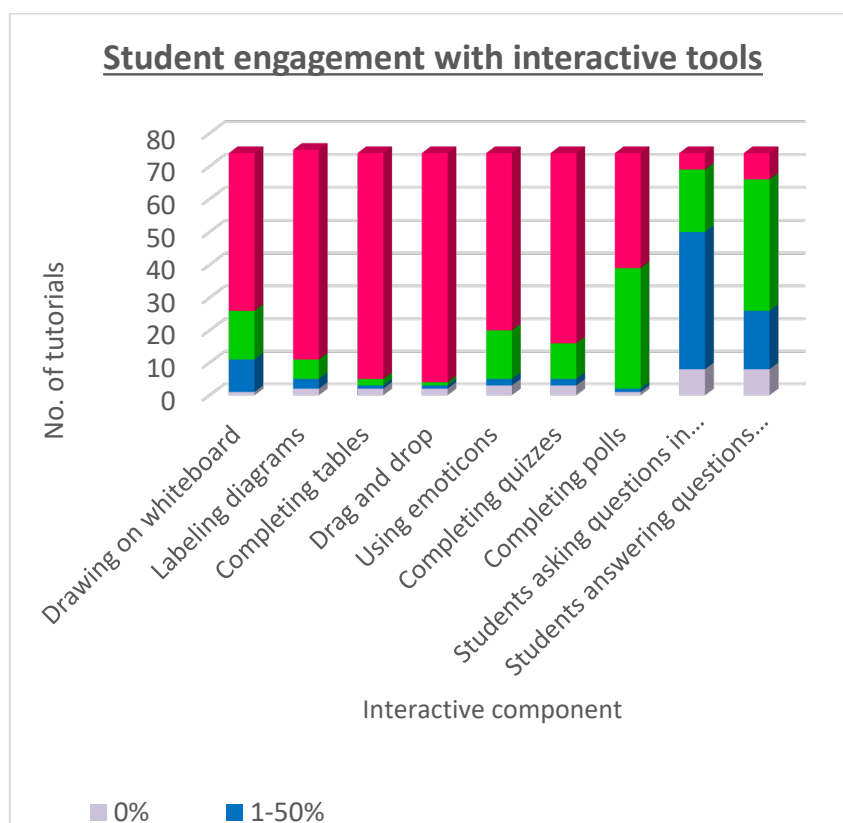 Student engagement with interactive tools
No. of tutorials
80
70
60
50
40
30
20
10
0
Drawing on whiteboard
Labeling diagrams
Completing tables
Drag and drop
Using emoticons
Completing quizzes
Completing polls
Students asking questions in...
Students answering questions...
Interactive component
0% 1-50%